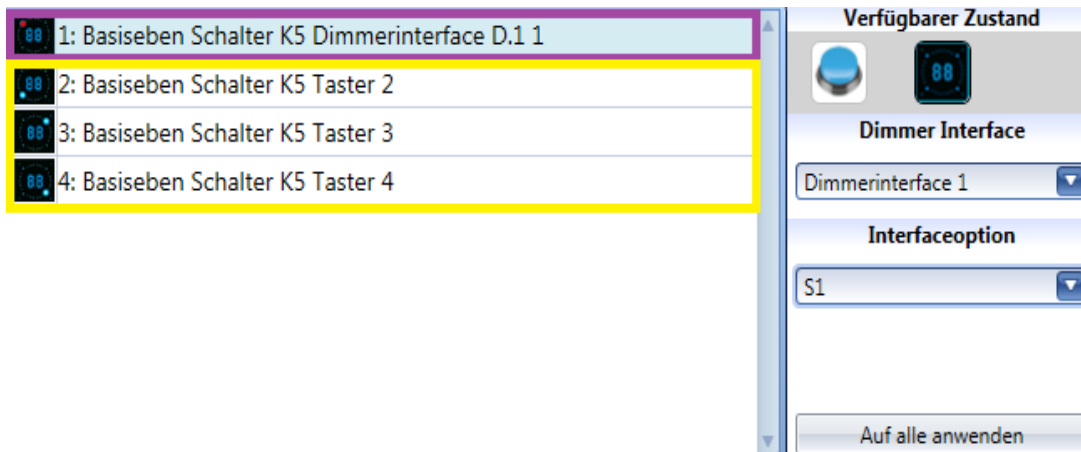 1: Basiseben Schalter K5 Dimmerinterface D.1 1
2: Basiseben Schalter K5 Taster 2
3: Basiseben Schalter K5 Taster 3
4: Basiseben Schalter K5 Taster 4
Verfügbarer Zustand
88
Dimmer Interface
Dimmerinterface 1
Interfaceoption
S1
Auf alle anwenden